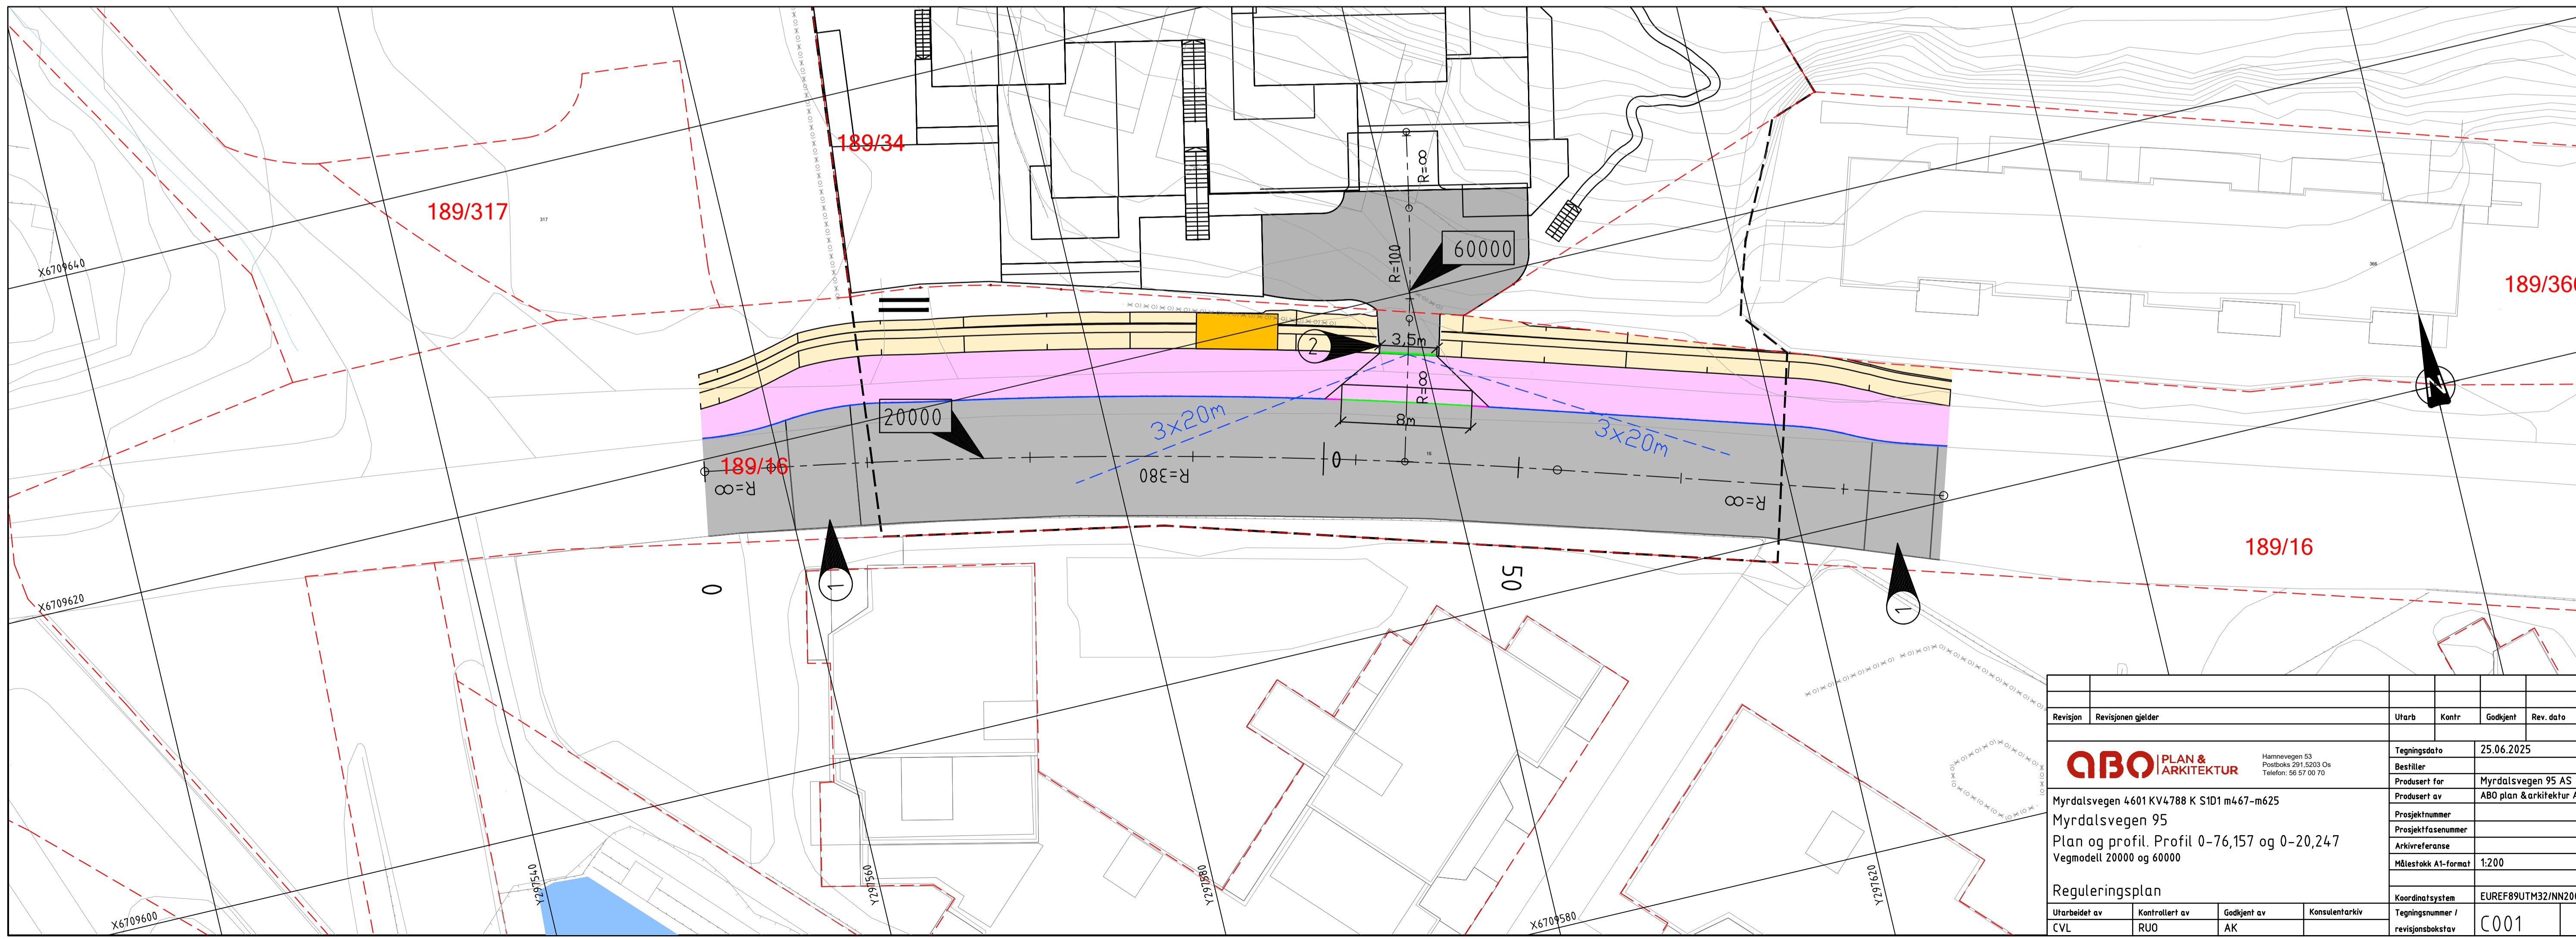 189/34
189/317
317
X6709640
R=∞
R=100
60000
366
189/366
2
3,5m
R=∞
20000
3x20m
8m
3x20m
189/16
R=∞
R=380
0
16
R=∞
N
189/16
1
0
50
1
X6709620
Y297540
Y297560
Y297580
Y297620
X6709600
X6709580
Revisjon
Revisjonen gjelder
Utarb
Kontr
Godkjent
Rev. dato
ABO PLAN &
ARKITEKTUR
Hamnevegen 53
Postboks 291,5203 Os
Telefon: 56 57 00 70
Tegningsdato 25.06.2025
Bestiller
Produsert for Myrdalsvegen 95 AS
Produsert av ABO plan & arkitektur A
Prosjektnummer
Prosjektfasenummer
Arkivreferanse
Målestokk A1-format 1:200
Koordinatsystem EUREF89UTM32/NN200
Tegningsnummer /
revisjonsbokstav C001
Myrdalsvegen 4601 KV4788 K S1D1 m467-m625
Myrdalsvegen 95
Plan og profil. Profil 0-76,157 og 0-20,247
Vegmodell 20000 og 60000
Reguleringsplan
Utarbeidet av
Kontrollert av
Godkjent av
Konsulentarkiv
CVL
RUO
AK